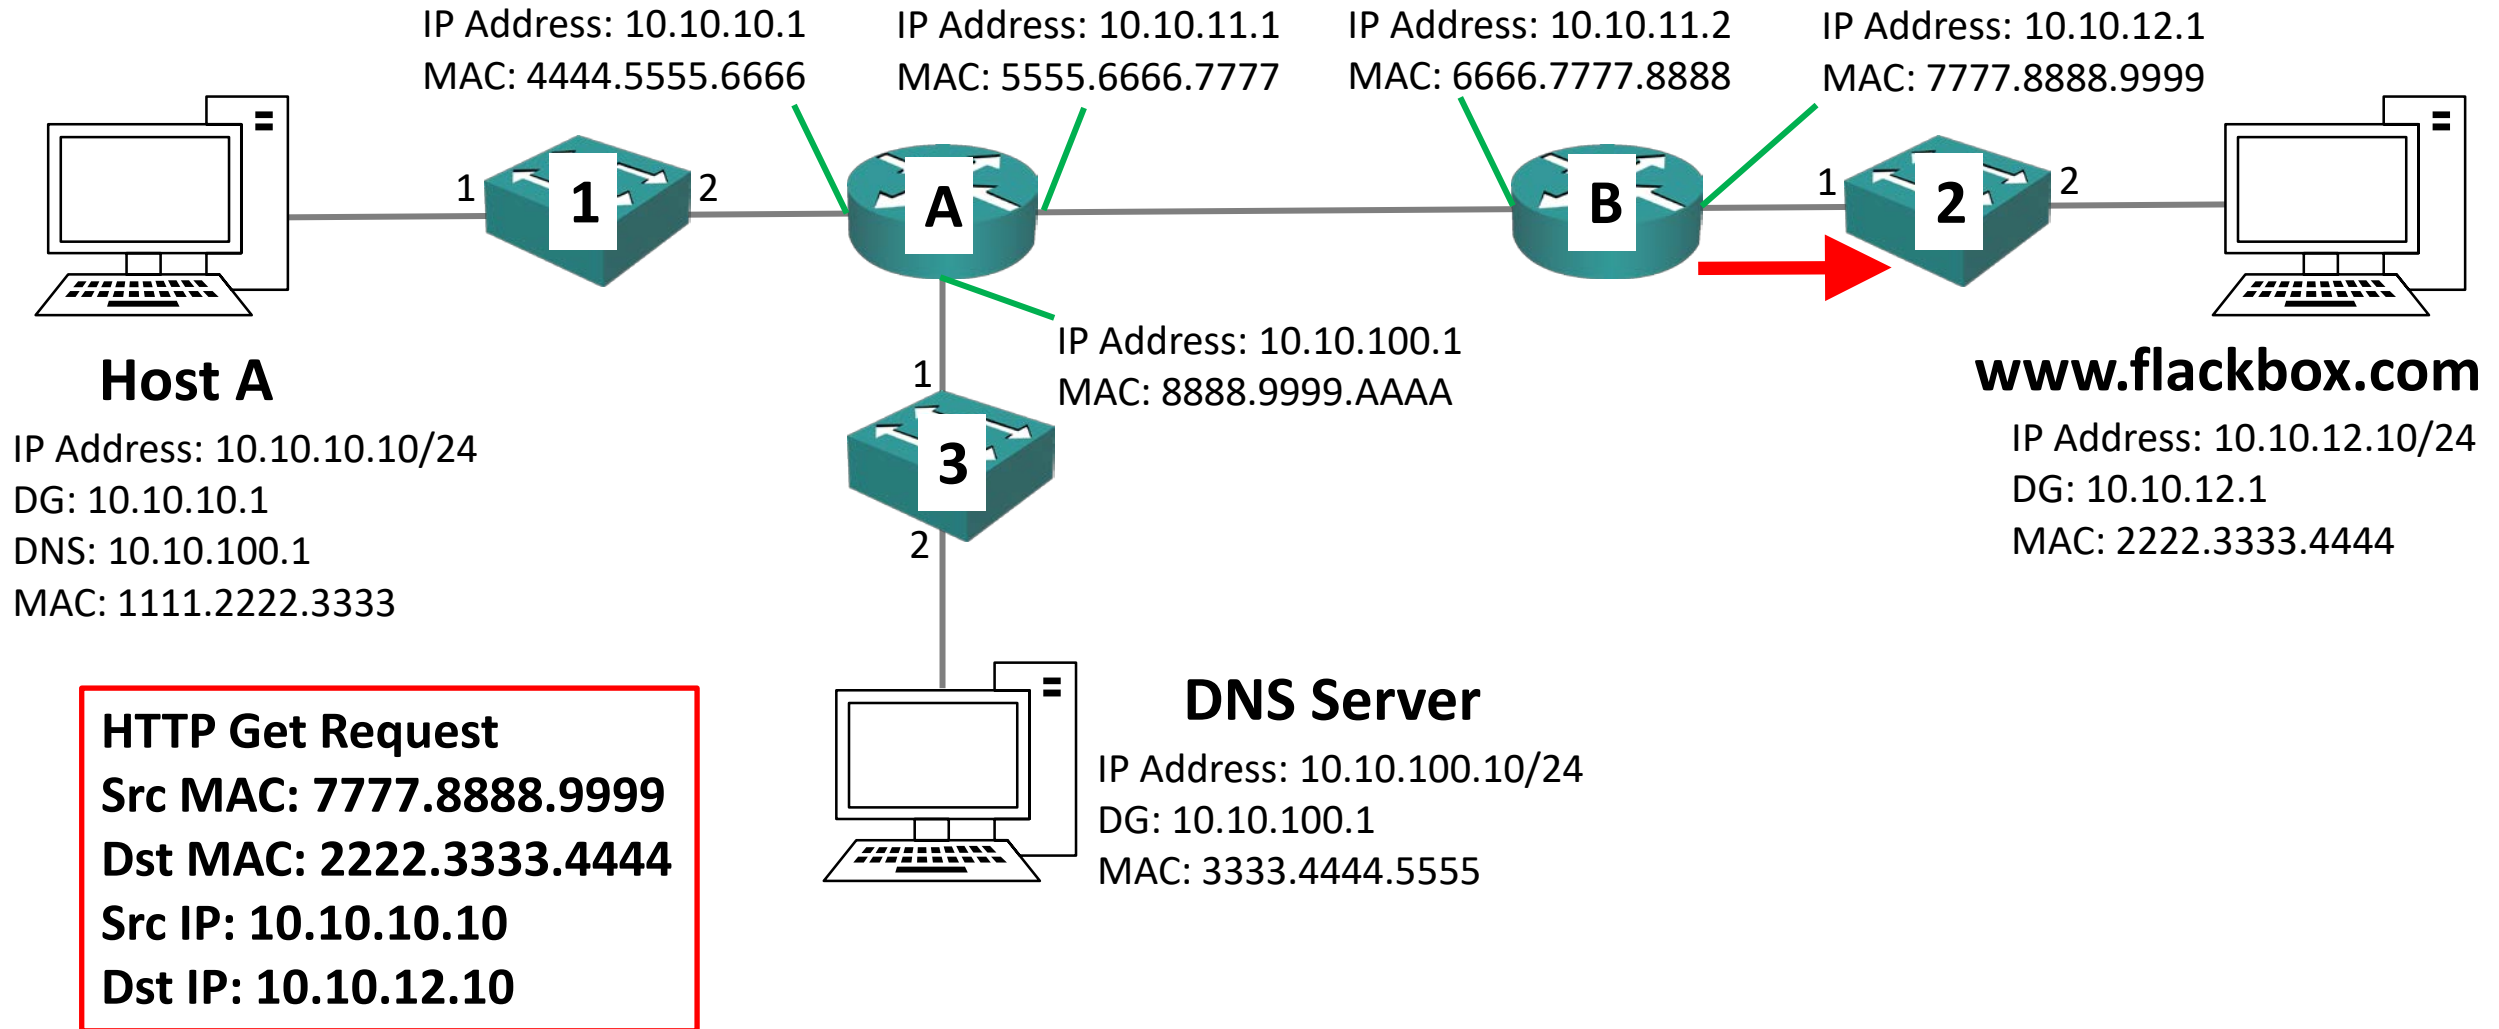 IP Address: 10.10.10.1
MAC: 4444.5555.6666
IP Address: 10.10.11.1
MAC: 5555.6666.7777
IP Address: 10.10.11.2
MAC: 6666.7777.8888
IP Address: 10.10.12.1
MAC: 7777.8888.9999
1
1
2
A
B
1
2
2
IP Address: 10.10.100.1
MAC: 8888.9999.AAAA
Host A
IP Address: 10.10.10.10/24
DG: 10.10.10.1
DNS: 10.10.100.1
MAC: 1111.2222.3333
1
3
2
www.flackbox.com
IP Address: 10.10.12.10/24
DG: 10.10.12.1
MAC: 2222.3333.4444
HTTP Get Request
Src MAC: 7777.8888.9999
Dst MAC: 2222.3333.4444
Src IP: 10.10.10.10
Dst IP: 10.10.12.10
DNS Server
IP Address: 10.10.100.10/24
DG: 10.10.100.1
MAC: 3333.4444.5555